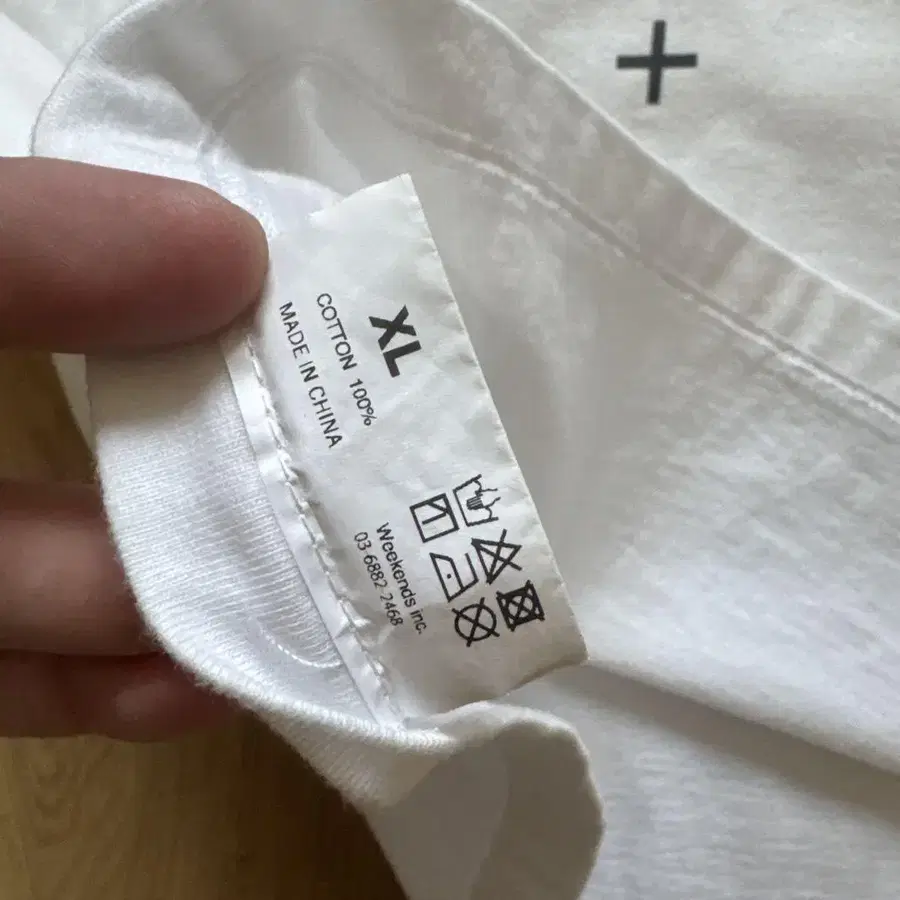 XL
COTTON 100%
MADE IN CHINA
Weekends inc.
03-6882-2468